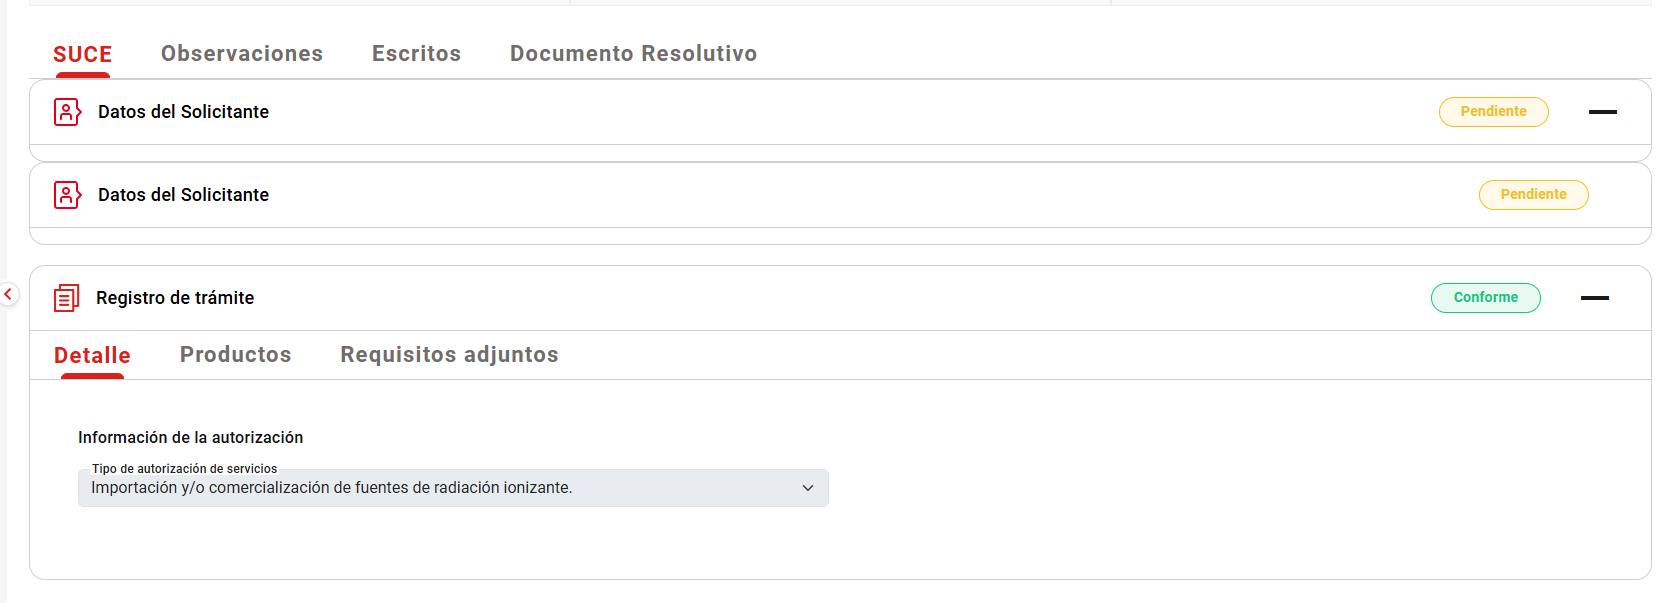 SUCE Observaciones Escritos Documento Resolutivo
Datos del Solicitante Pendiente
Datos del Solicitante Pendiente
Registro de trámite Conforme
Detalle Productos Requisitos adjuntos
Información de la autorización
Tipo de autorización de servicios
Importación y/o comercialización de fuentes de radiación ionizante.